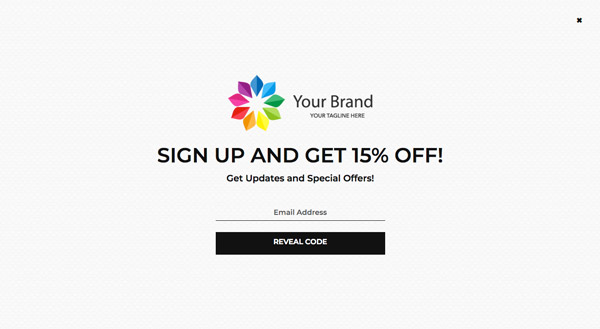 ✖
Your Brand
YOUR TAGLINE HERE
SIGN UP AND GET 15% OFF!
Get Updates and Special Offers!
Email Address
REVEAL CODE